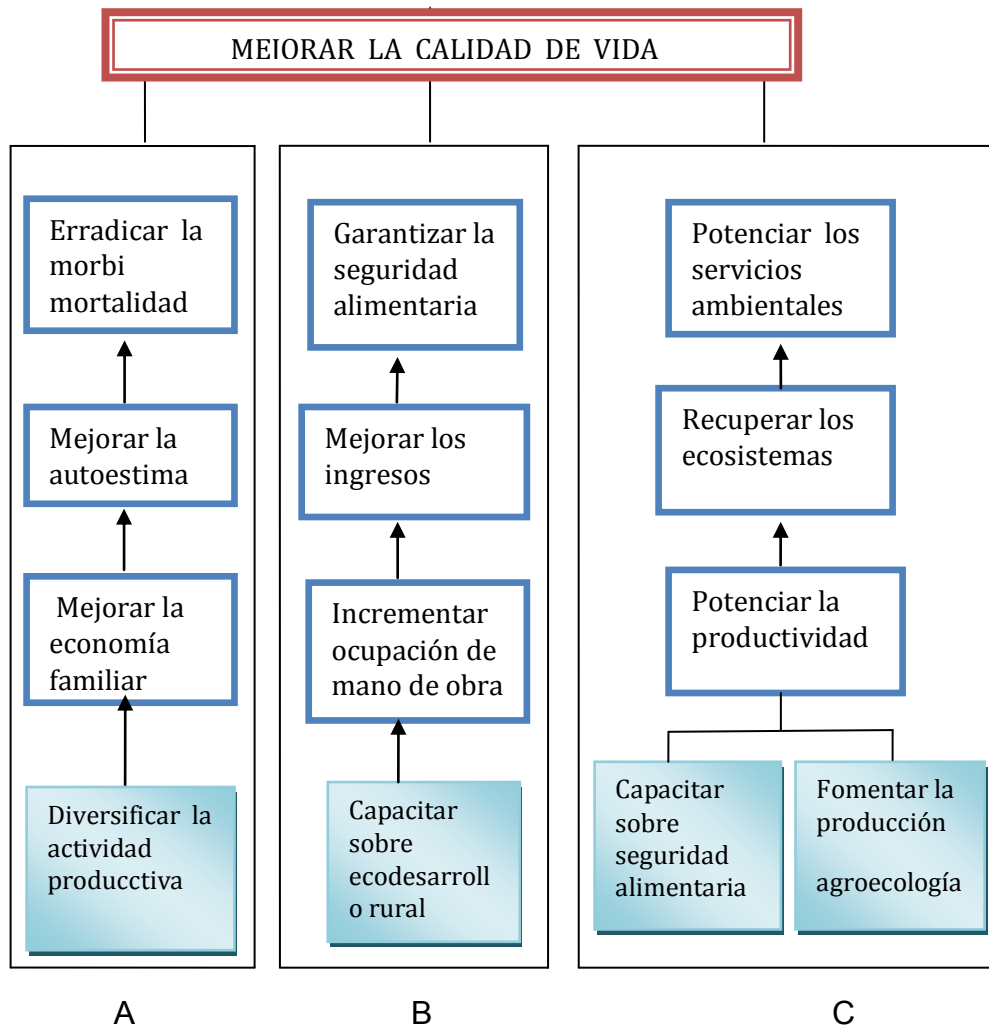 MEIORAR LA CALIDAD DE VIDA
Erradicar la
morbi
mortalidad
Mejorar la
autoestima
Mejorar la
economía
familiar
Diversificar la
actividad
producctiva
A
Garantizar la
seguridad
alimentaria
Mejorar los
ingresos
Incrementar
ocupación de
mano de obra
Capacitar
sobre
ecodesarroll
o rural
B
Potenciar los
servicios
ambientales
Recuperar los
ecosistemas
Potenciar la
productividad
Capacitar
sobre
seguridad
alimentaria
Fomentar la
producción
agroecología
C